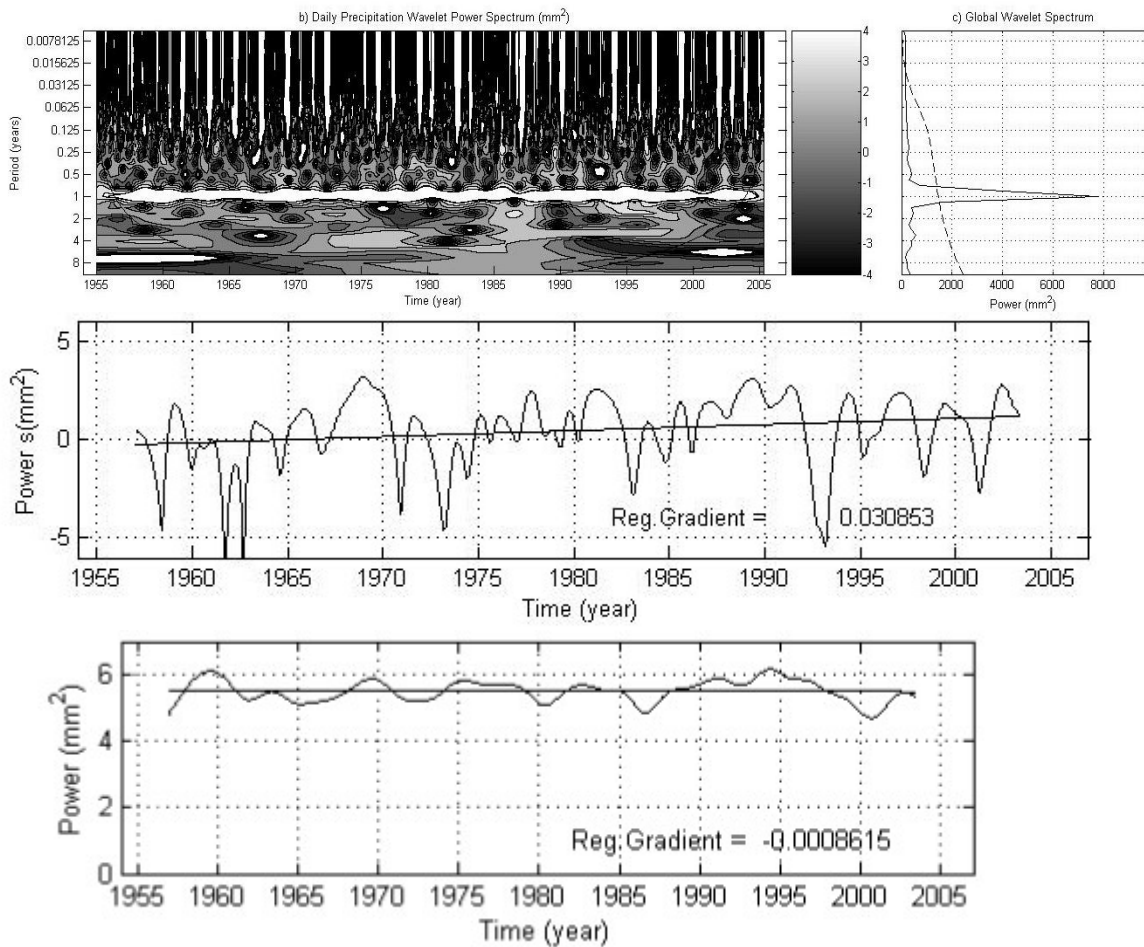 b) Daily Precipitation Wavelet Power Spectrum (mm²)
c) Global Wavelet Spectrum
Period (years)
0.0078125
0.015625
0.03125
0.0625
0.125
0.25
0.5
1
2
4
8
1955 1960 1965 1970 1975 1980 1985 1990 1995 2000 2005
Time (year)
4
3
2
1
0
-1
-2
-3
-4
0 2000 4000 6000 8000
Power (mm²)
Power s(mm²)
5
0
-5
Reg.Gradient = 0.030853
1955 1960 1965 1970 1975 1980 1985 1990 1995 2000 2005
Time (year)
Power (mm²)
6
4
2
0
Reg.Gradient = -0.0008615
1955 1960 1965 1970 1975 1980 1985 1990 1995 2000 2005
Time (year)